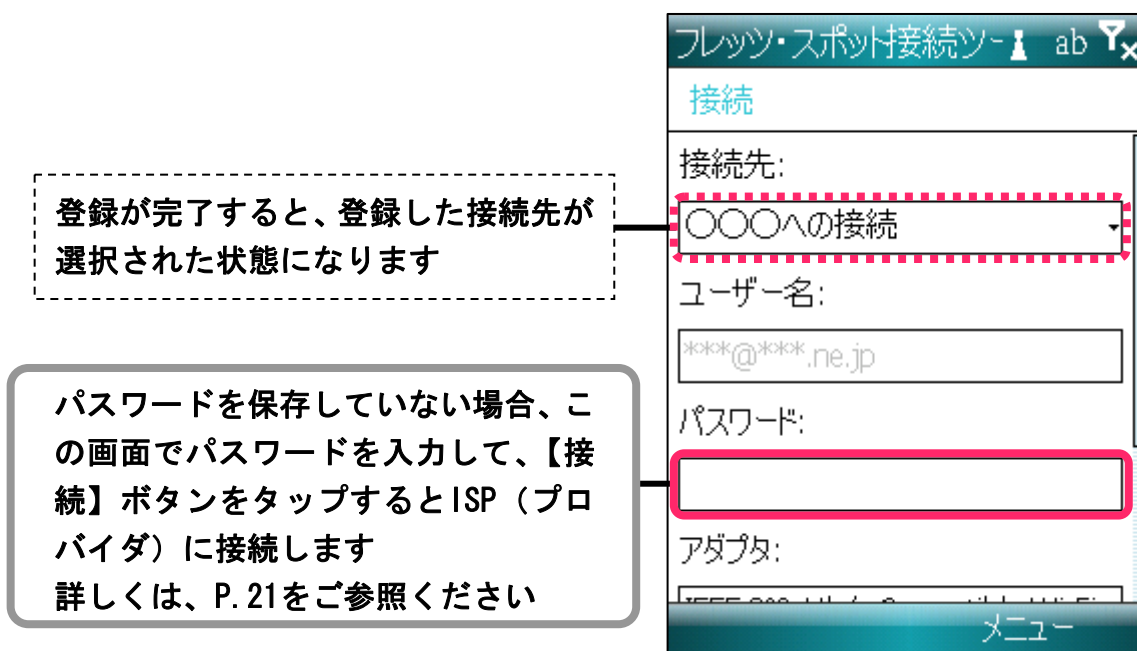 フレッツ・スポット接続ツー ab
接続
接続先:
〇〇〇への接続
ユーザー名:
***@***.ne.jp
パスワード:
アダプタ:
メニュー
登録が完了すると、登録した接続先が
選択された状態になります
パスワードを保存していない場合、こ
の画面でパスワードを入力して、【接
続】ボタンをタップするとISP（プロ
バイダ）に接続します
詳しくは、P.21をご参照ください